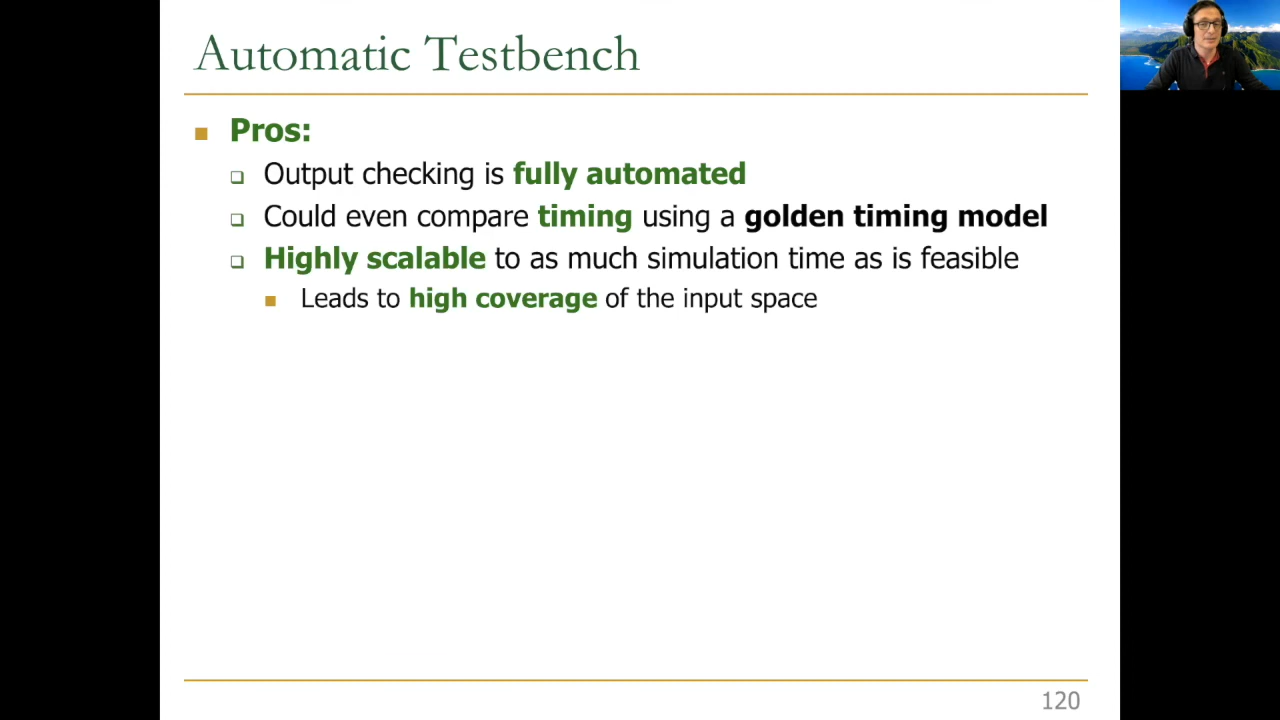 Automatic Testbench
Pros:
Output checking is fully automated
Could even compare timing using a golden timing model
Highly scalable to as much simulation time as is feasible
Leads to high coverage of the input space
120